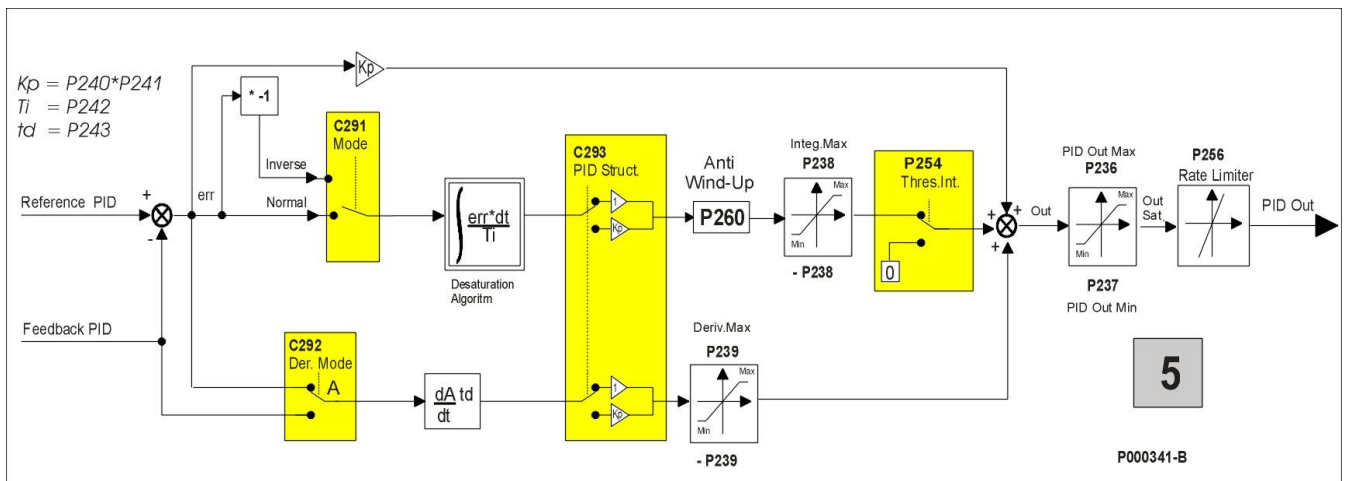 Kp = P240*P241
Ti = P242
td = P243
Kp
* -1
C291
Mode
Inverse
Normal
Reference PID
+
-
err
err*dt
Ti
Desaturation
Algoritm
C293
PID Struct.
1
Kp
Anti
Wind-Up
P260
Integ.Max
P238
Max
Min
- P238
P254
Thres.Int.
0
+
+
+
Out
PID Out Max
P236
Max
Min
P237
PID Out Min
Out
Sat.
P256
Rate Limiter
PID Out
Feedback PID
C292
Der. Mode
A
dA td
dt
1
Kp
Deriv.Max
P239
Max
Min
- P239
5
P000341-B